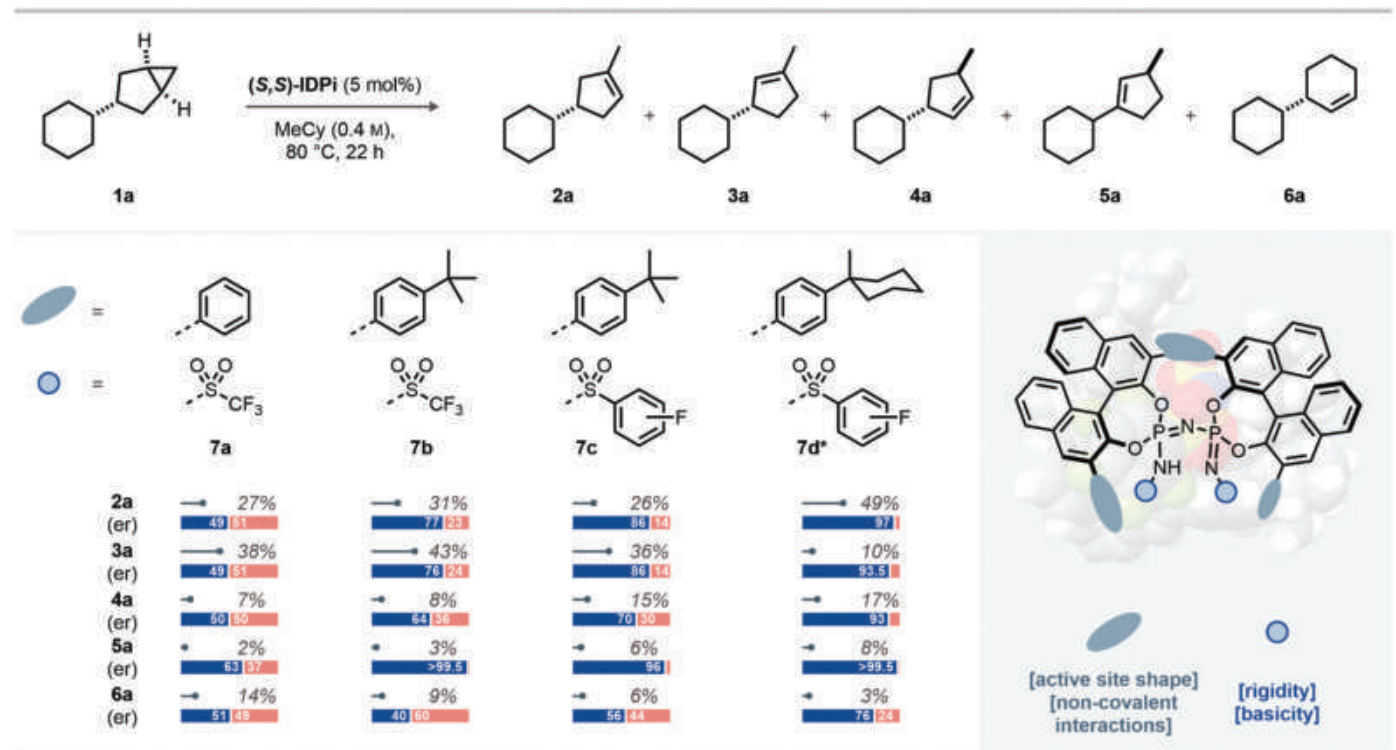 H
H
(S,S)-IDPi (5 mol%)
MeCy (0.4 M),
80 °C, 22 h
+ + + +
1a 2a 3a 4a 5a 6a
=
=
O O O O O O O O
S S S S
CF3 CF3 F F
7a 7b 7c 7d*
O O
O P=N P O
NH N
2a 27% 31% 26% 49%
(er) 49 51 77 23 86 14 97
3a 38% 43% 36% 10%
(er) 49 51 76 24 86 14 93.5
4a 7% 8% 15% 17%
(er) 50 50 64 36 70 30 93
5a 2% 3% 6% 8%
(er) 63 37 >99.5 96 >99.5
6a 14% 9% 6% 3%
(er) 51 49 40 60 56 44 76 24
[active site shape]
[non-covalent
interactions]
[rigidity]
[basicity]